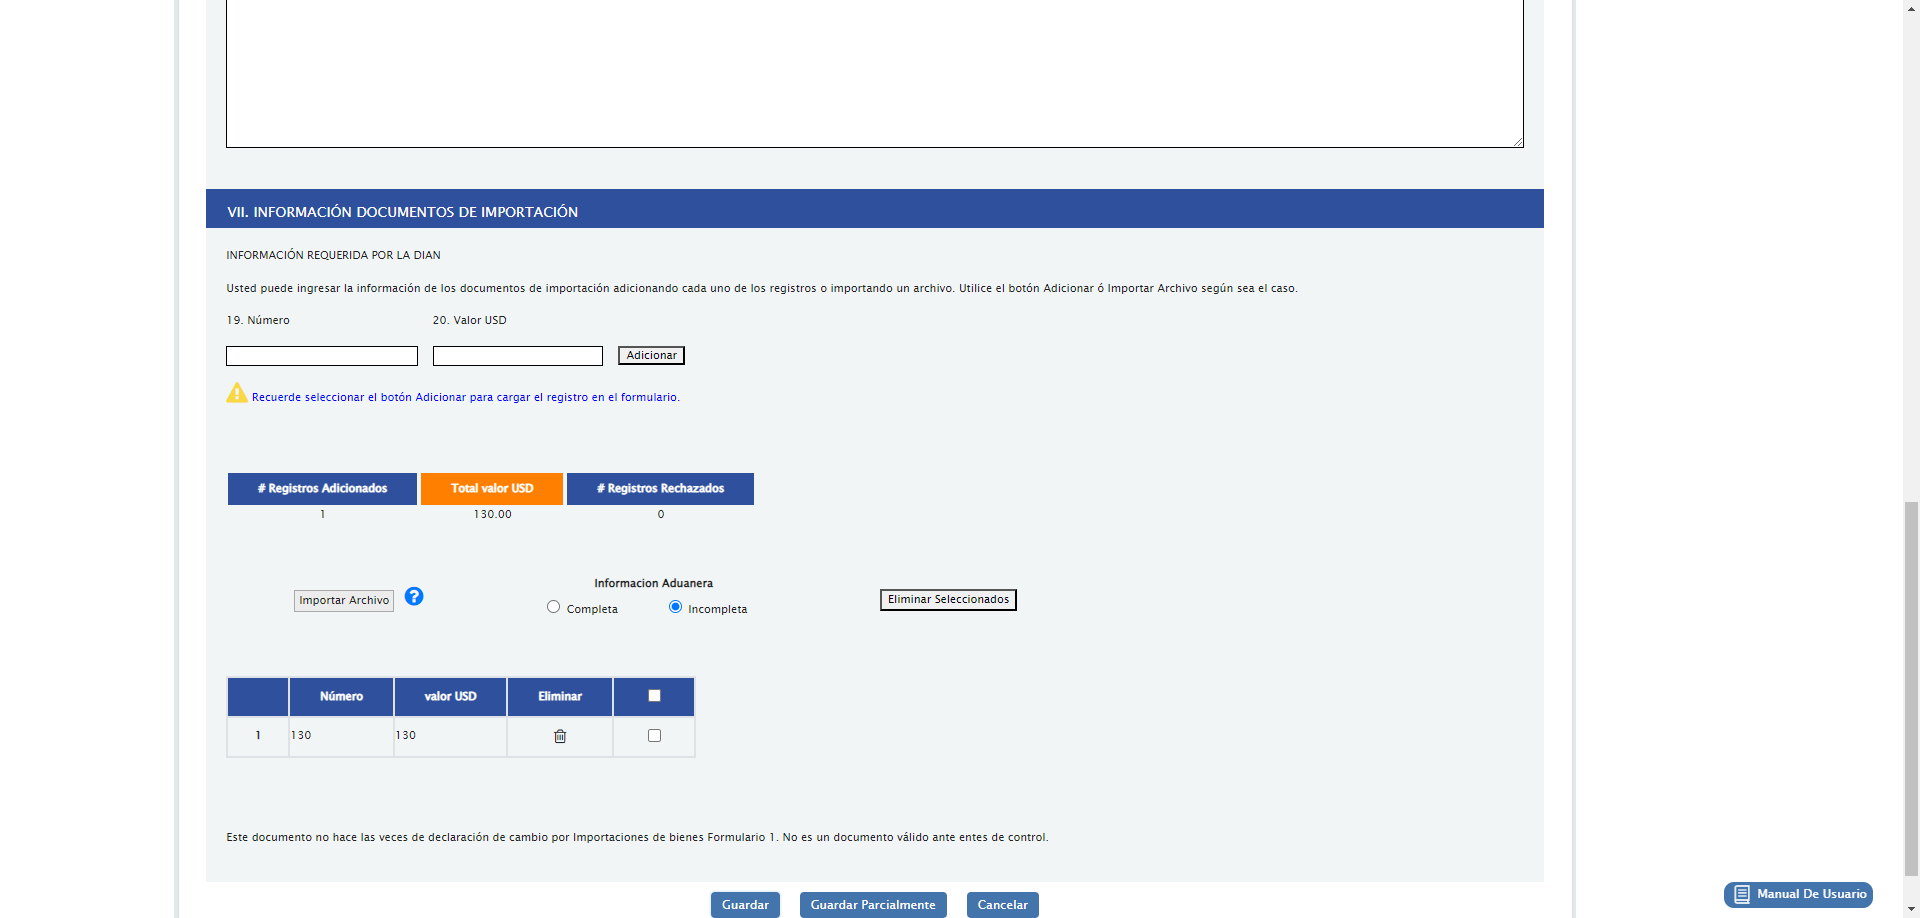 VII. INFORMACIÓN DOCUMENTOS DE IMPORTACIÓN
INFORMACIÓN REQUERIDA POR LA DIAN
Usted puede ingresar la información de los documentos de importación adicionando cada uno de los registros o importando un archivo. Utilice el botón Adicionar ó Importar Archivo según sea el caso.
19. Número 20. Valor USD
Adicionar
Recuerde seleccionar el botón Adicionar para cargar el registro en el formulario.
# Registros Adicionados Total valor USD # Registros Rechazados
1 130.00 0
Informacion Aduanera
Importar Archivo ? Completa Incompleta Eliminar Seleccionados
Número valor USD Eliminar
1 130 130
Este documento no hace las veces de declaración de cambio por Importaciones de bienes Formulario 1. No es un documento válido ante entes de control.
Manual De Usuario
Guardar Guardar Parcialmente Cancelar